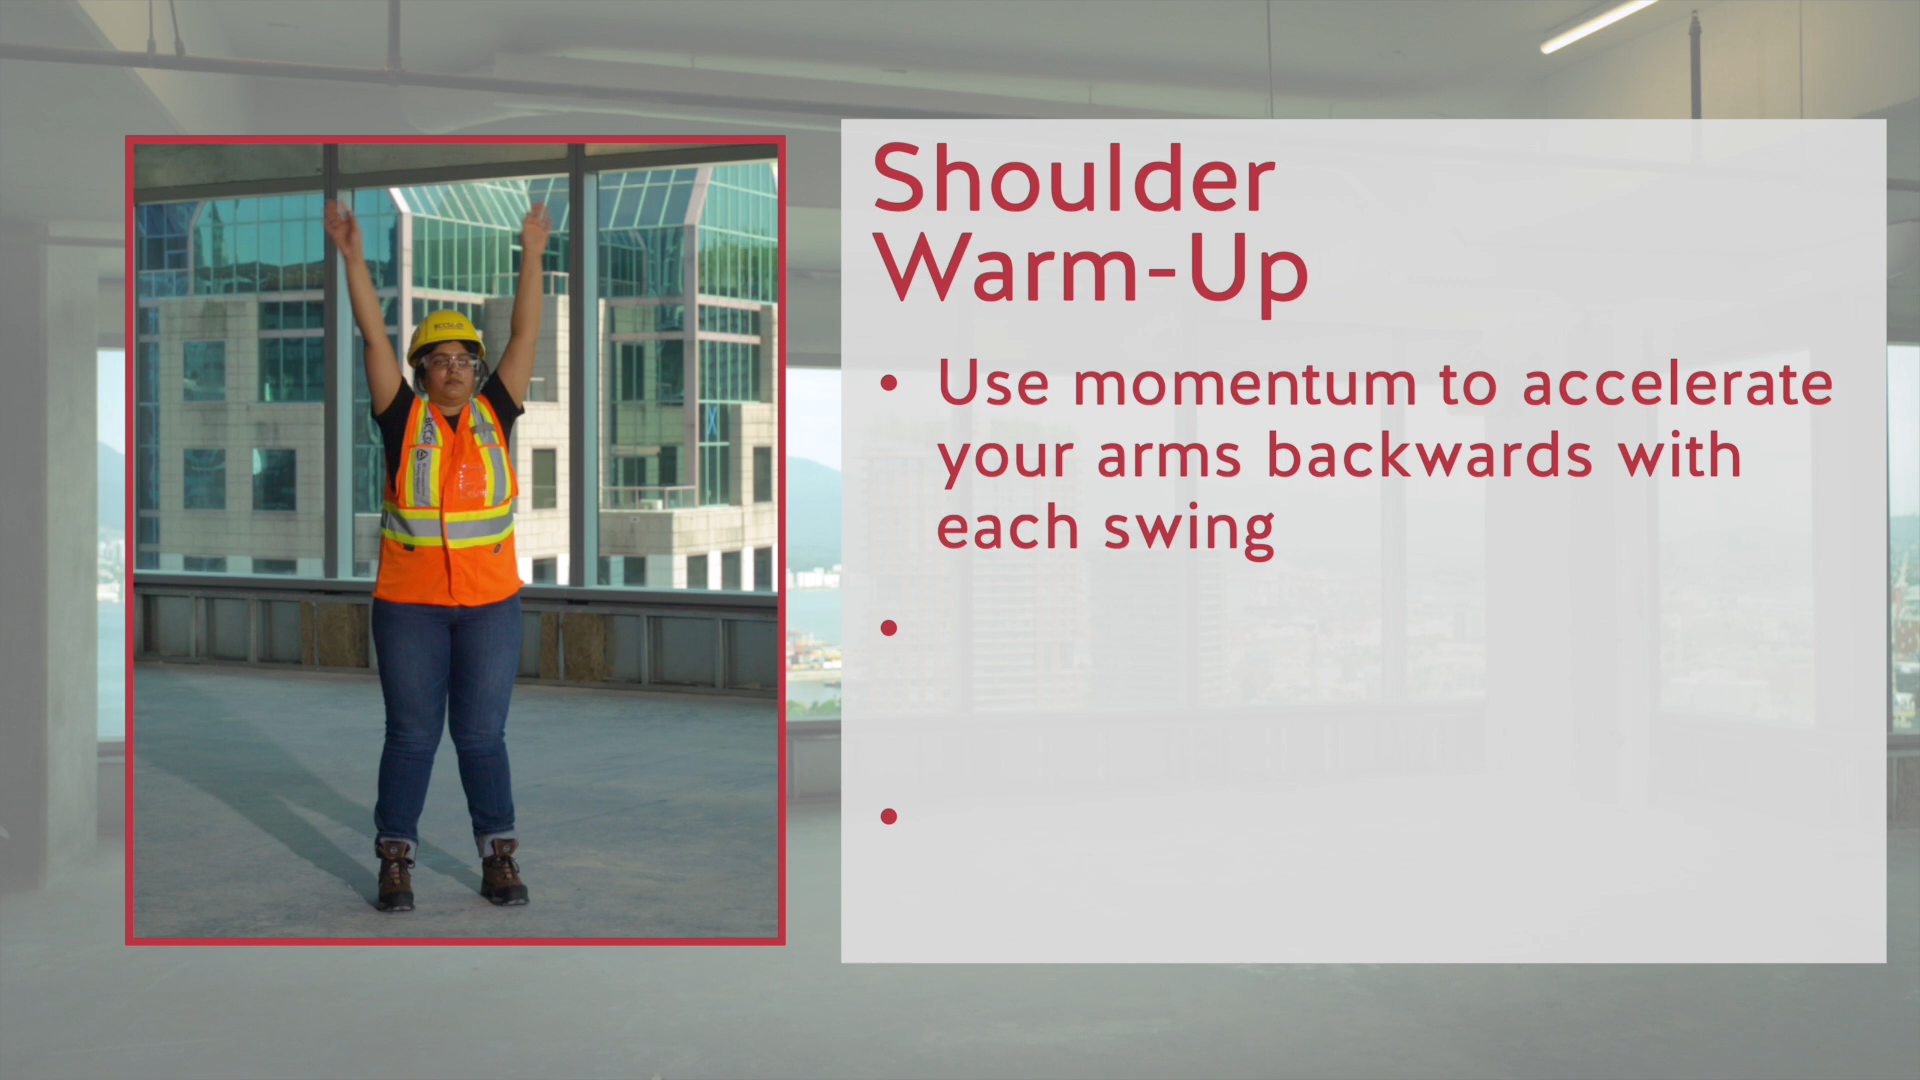 Shoulder
Warm-Up
• Use momentum to accelerate
your arms backwards with
each swing
•
•